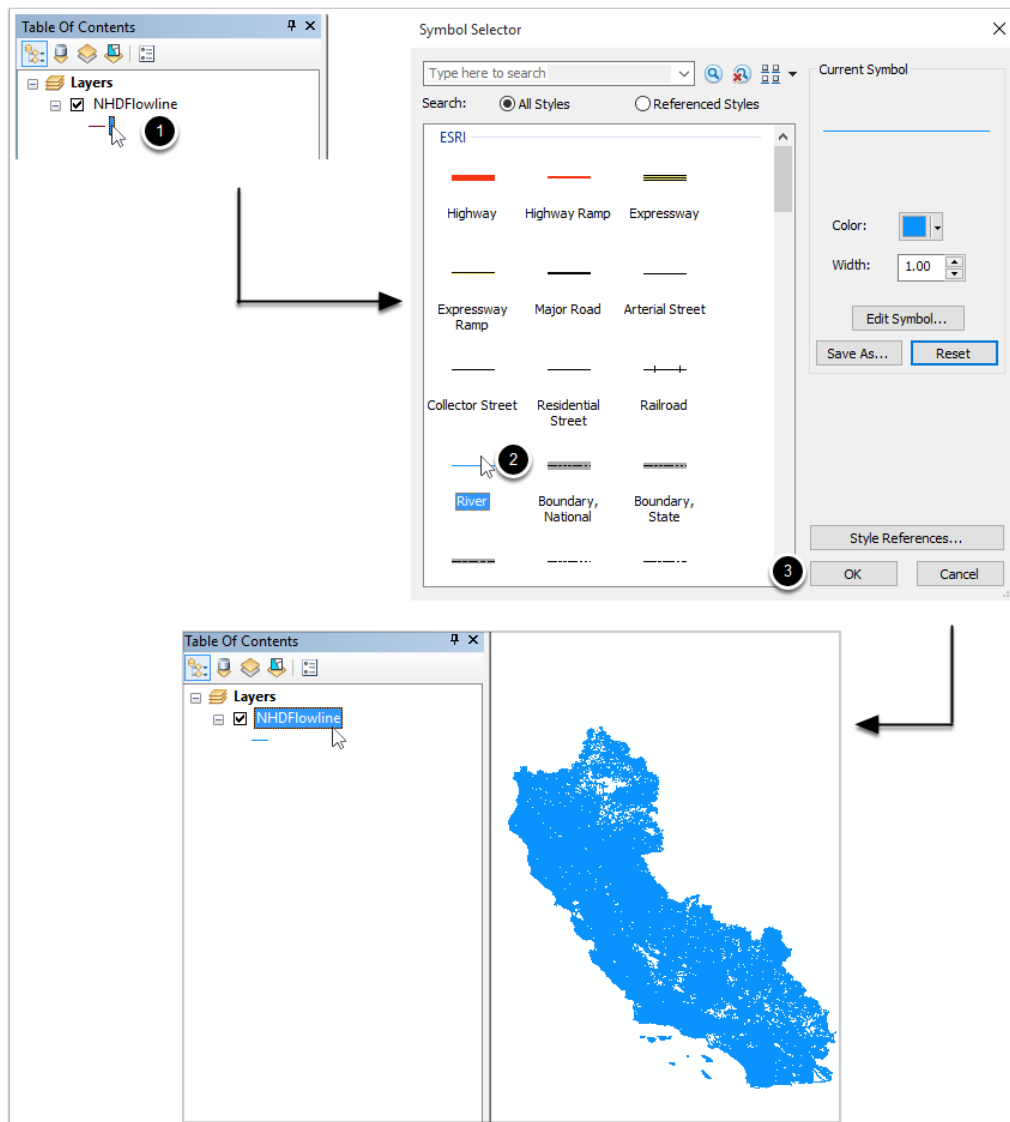 Table Of Contents
Layers
NHDFlowline
1
Symbol Selector
Type here to search
Search:
All Styles
Referenced Styles
ESRI
Highway
Highway Ramp
Expressway
Expressway
Ramp
Major Road
Arterial Street
Collector Street
Residential
Street
Railroad
2
River
Boundary,
National
Boundary,
State
Current Symbol
Color:
Width:
1.00
Edit Symbol...
Save As...
Reset
Style References...
3
OK
Cancel
Table Of Contents
Layers
NHDFlowline